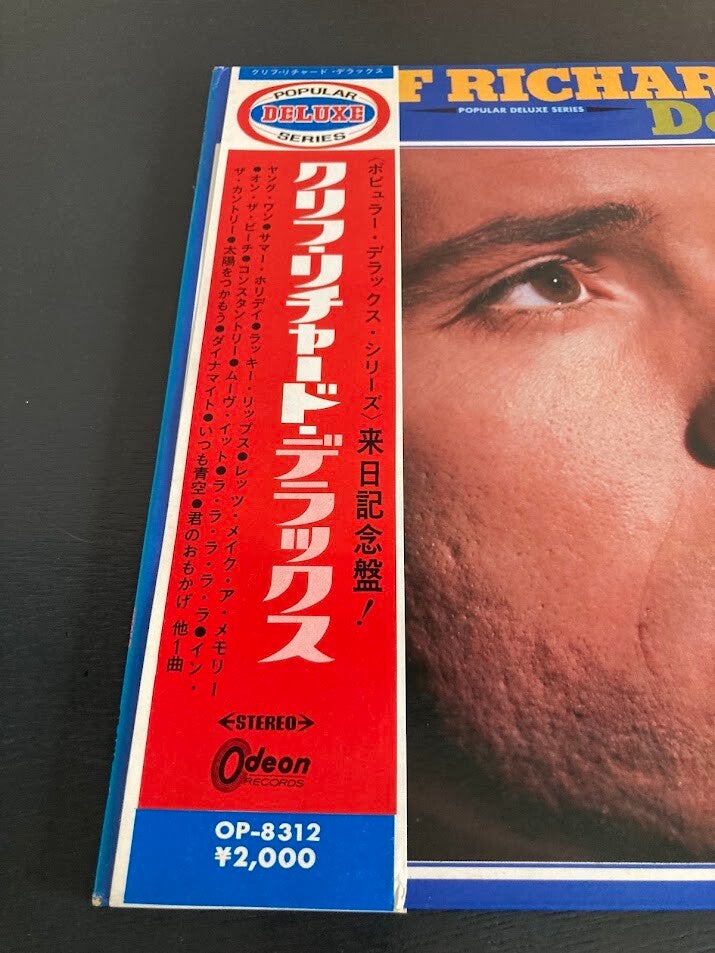 クリフ・リチャード・デラックス
POPULAR
DELUXE
SERIES
F RICHAR
POPULAR DELUXE SERIES
De
〈ポピュラー・デラックス・シリーズ〉来日記念盤!
クリフ・リチャード・デラックス
ヤング・ワン●サマー・ホリデイ●ラッキー・リップス●レッツ・メイク・ア・メモリー
●オン・ザ・ビーチ●コンスタントリー●ムーヴ・イット●ラ・ラ・ラ・ラ・ラ●イン・
ザ・カントリー●太陽をつかもう●ダイナマイト●いつも青空●君のおもかげ 他1曲
STEREO
Odeon
RECORDS
OP-8312
¥2,000